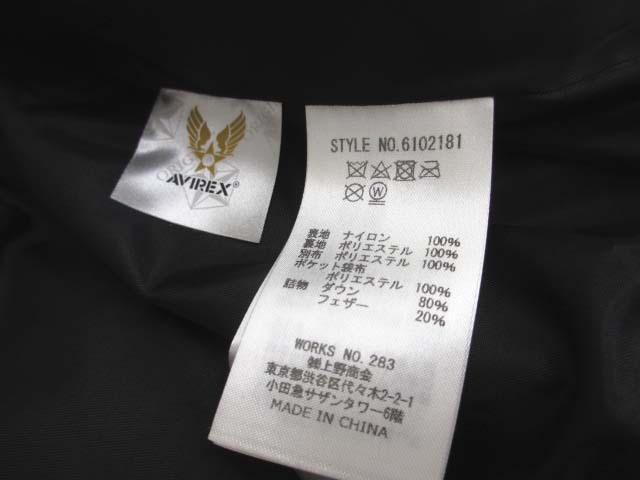 ORIGINAL
AVIREX®
STYLE NO.6102181
W
表地 ナイロン 100%
裏地 ポリエステル 100%
別布 ポリエステル 100%
ポケット袋布
ポリエステル 100%
詰物 ダウン 80%
フェザー 20%
WORKS NO. 283
㈱上野商会
東京都渋谷区代々木2-2-1
小田急サザンタワー6階
MADE IN CHINA